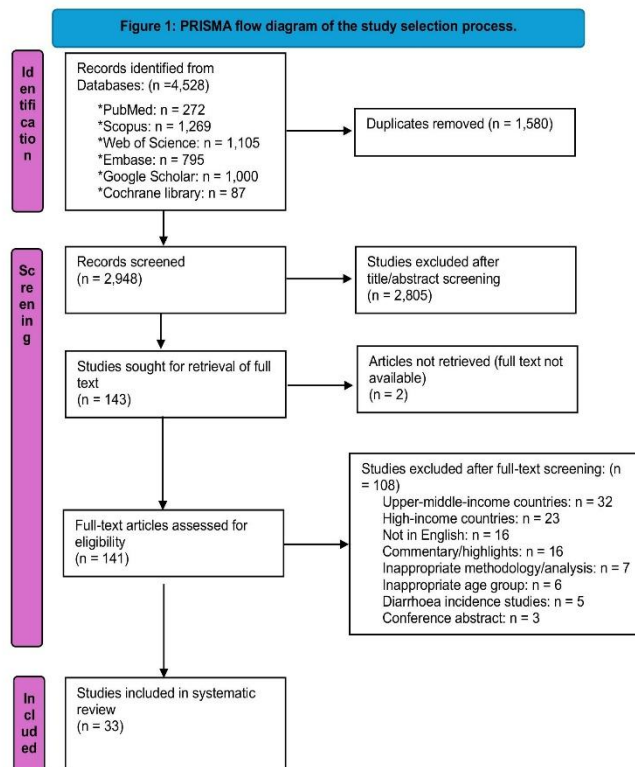 Figure 1: PRISMA flow diagram of the study selection process.
Id
en
tifi
ca
tio
n
Records identified from
Databases: (n =4,528)
*PubMed: n = 272
*Scopus: n = 1,269
*Web of Science: n = 1,105
*Embase: n = 795
*Google Scholar: n = 1,000
*Cochrane library: n = 87
Duplicates removed (n = 1,580)
Sc
re
en
in
g
Records screened
(n = 2,948)
Studies excluded after
title/abstract screening
(n = 2,805)
Studies sought for retrieval of full
text
(n = 143)
Articles not retrieved (full text not
available)
(n = 2)
Full-text articles assessed for
eligibility
(n = 141)
Studies excluded after full-text screening: (n
= 108)
Upper-middle-income countries: n = 32
High-income countries: n = 23
Not in English: n = 16
Commentary/highlights: n = 16
Inappropriate methodology/analysis: n = 7
Inappropriate age group: n = 6
Diarrhoea incidence studies: n = 5
Conference abstract: n = 3
In
cl
ud
ed
Studies included in systematic
review
(n = 33)